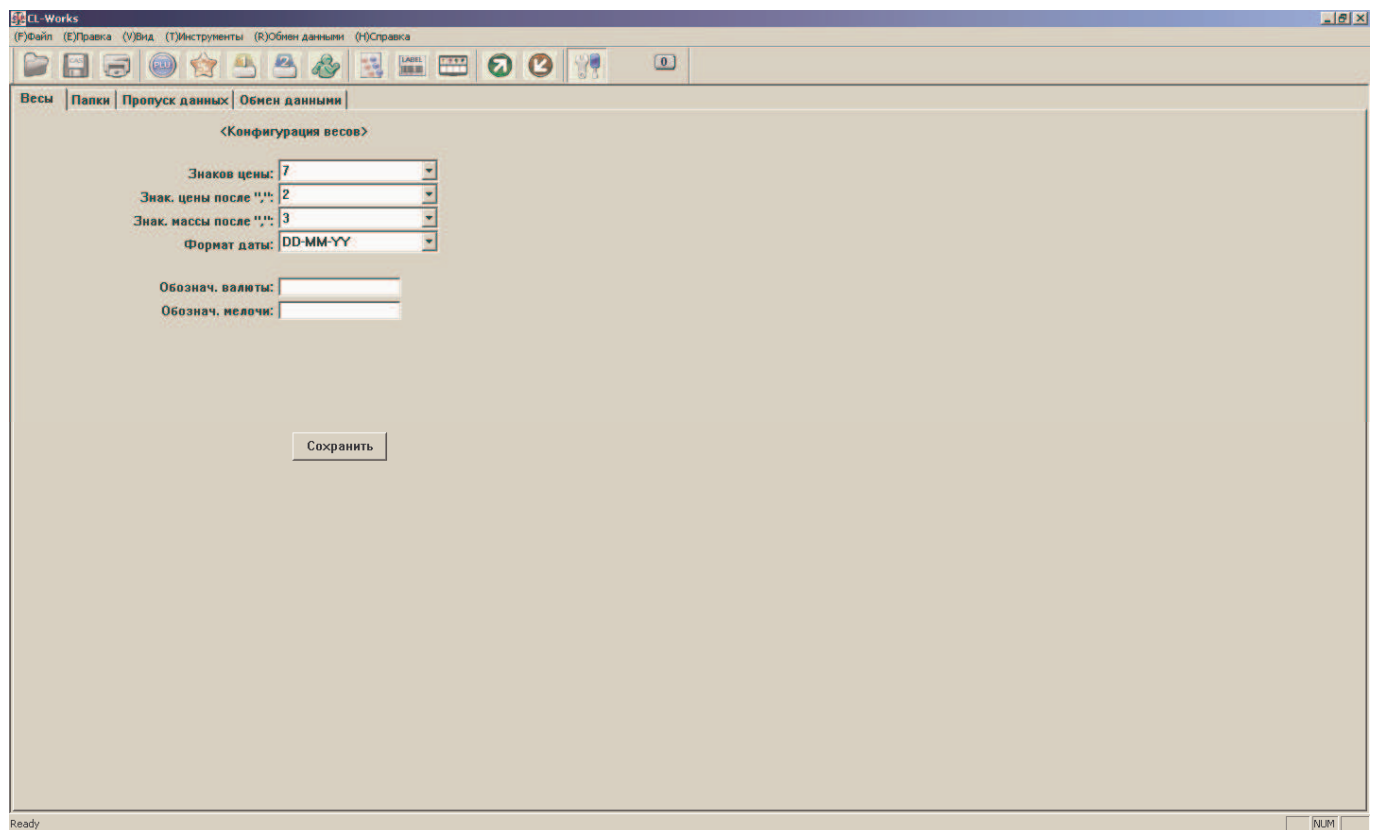 CL-Works
(F)Файл (E)Правка (V)Вид (T)Инструменты (R)Обмен данными (H)Справка
CAS PLU LABEL 0
Весы Папки Пропуск данных Обмен данными
<Конфигурация весов>
Знаков цены: 7
Знак. цены после ",": 2
Знак. массы после ",": 3
Формат даты: DD-MM-YY
Обознач. валюты:
Обознач. мелочи:
Сохранить
Ready NUM